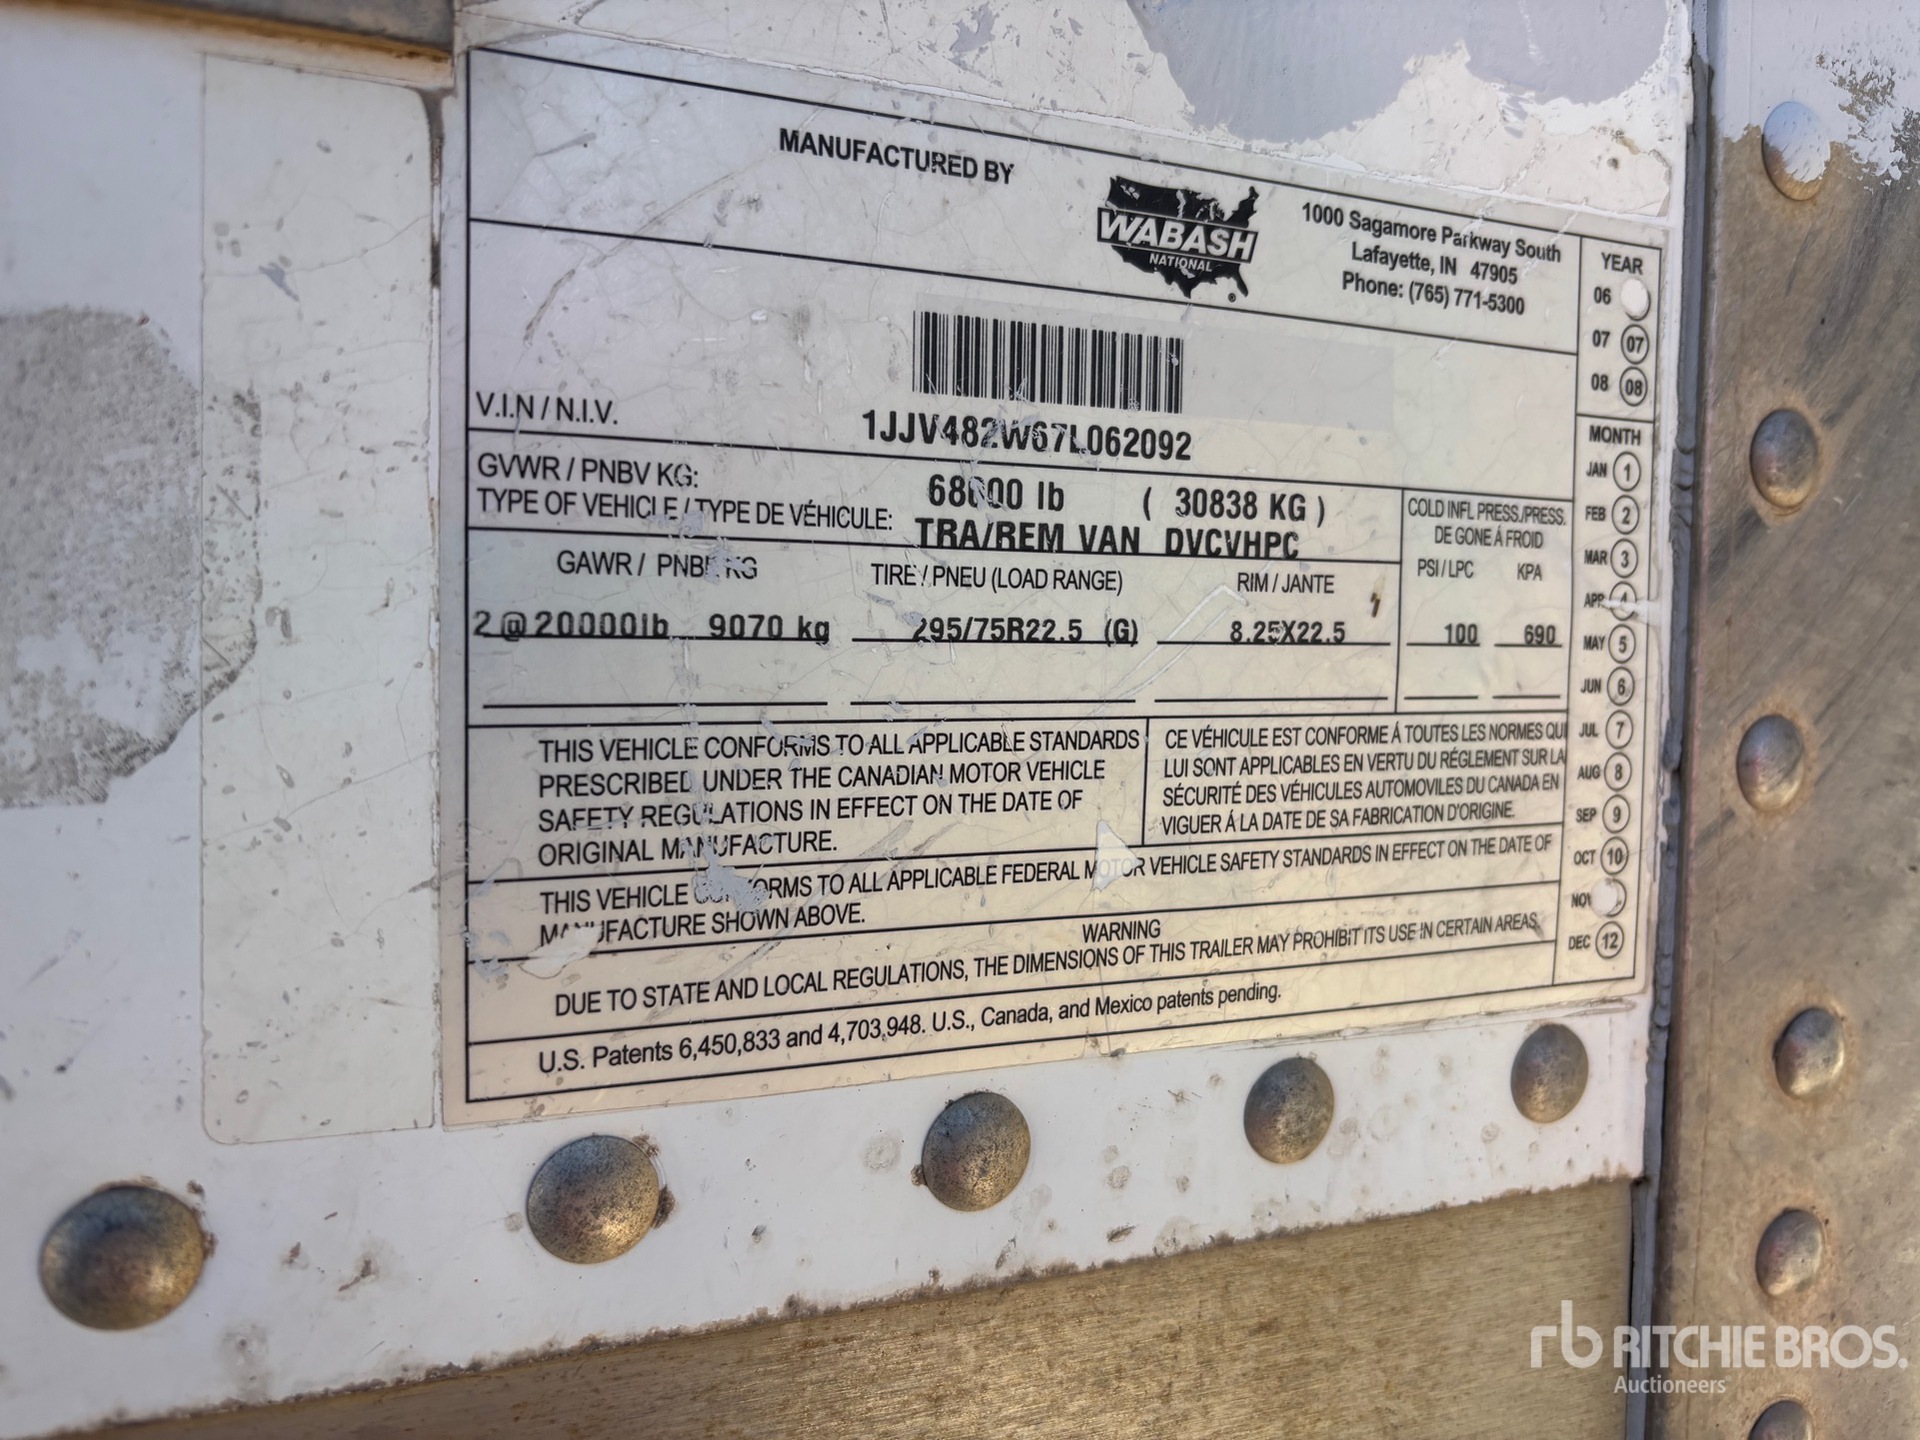 MANUFACTURED BY
WABASH
NATIONAL
®
1000 Sagamore Parkway South
Lafayette, IN 47905
Phone: (765) 771-5300
YEAR
06
07 07
08 08
V.I.N / N.I.V.
1JJV482W67L062092
GVWR / PNBV KG: 68000 lb ( 30838 KG )
TYPE OF VEHICLE / TYPE DE VÉHICULE: TRA/REM VAN DVCVHPC
COLD INFL PRESS./PRESS.
DE GONE Á FROID
PSI / LPC KPA
GAWR / PNBE KG TIRE / PNEU (LOAD RANGE) RIM / JANTE
2@20000lb 9070 kg 295/75R22.5 (G) 8.25X22.5 100 690
MONTH
JAN 1
FEB 2
MAR 3
APR 4
MAY 5
JUN 6
JUL 7
AUG 8
SEP 9
OCT 10
NOV
DEC 12
THIS VEHICLE CONFORMS TO ALL APPLICABLE STANDARDS
PRESCRIBED UNDER THE CANADIAN MOTOR VEHICLE
SAFETY REGULATIONS IN EFFECT ON THE DATE OF
ORIGINAL MANUFACTURE.
CE VÉHICULE EST CONFORME Á TOUTES LES NORMES QUI
LUI SONT APPLICABLES EN VERTU DU RÉGLEMENT SUR LA
SÉCURITÉ DES VÉHICULES AUTOMOVILES DU CANADA EN
VIGUER Á LA DATE DE SA FABRICATION D'ORIGINE.
THIS VEHICLE CONFORMS TO ALL APPLICABLE FEDERAL MOTOR VEHICLE SAFETY STANDARDS IN EFFECT ON THE DATE OF
MANUFACTURE SHOWN ABOVE.
WARNING
DUE TO STATE AND LOCAL REGULATIONS, THE DIMENSIONS OF THIS TRAILER MAY PROHIBIT ITS USE IN CERTAIN AREAS.
U.S. Patents 6,450,833 and 4,703,948. U.S., Canada, and Mexico patents pending.
rb RITCHIE BROS.
Auctioneers